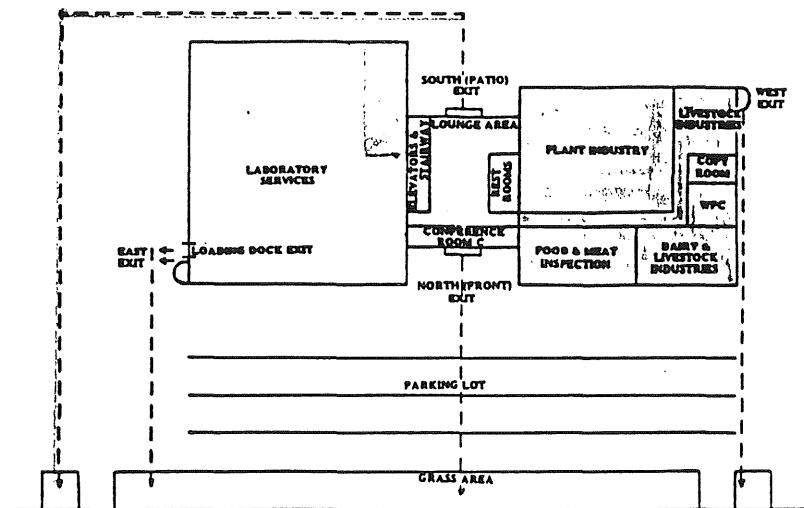 SOUTH (PATIO)
EXIT
WEST
EXIT
LOUNGE AREA
LIVESTOCK
INDUSTRIES
ELEVATORS &
STAIRWAY
PLANT INDUSTRY
REST
ROOMS
COPY
ROOM
LABORATORY
SERVICES
WPC
CONFERENCE
ROOM C
EAST
EXIT
LOADING DOCK EXIT
FOOD & MEAT
INSPECTION
DAIRY &
LIVESTOCK
INDUSTRIES
NORTH (FRONT)
EXIT
PARKING LOT
GRASS AREA